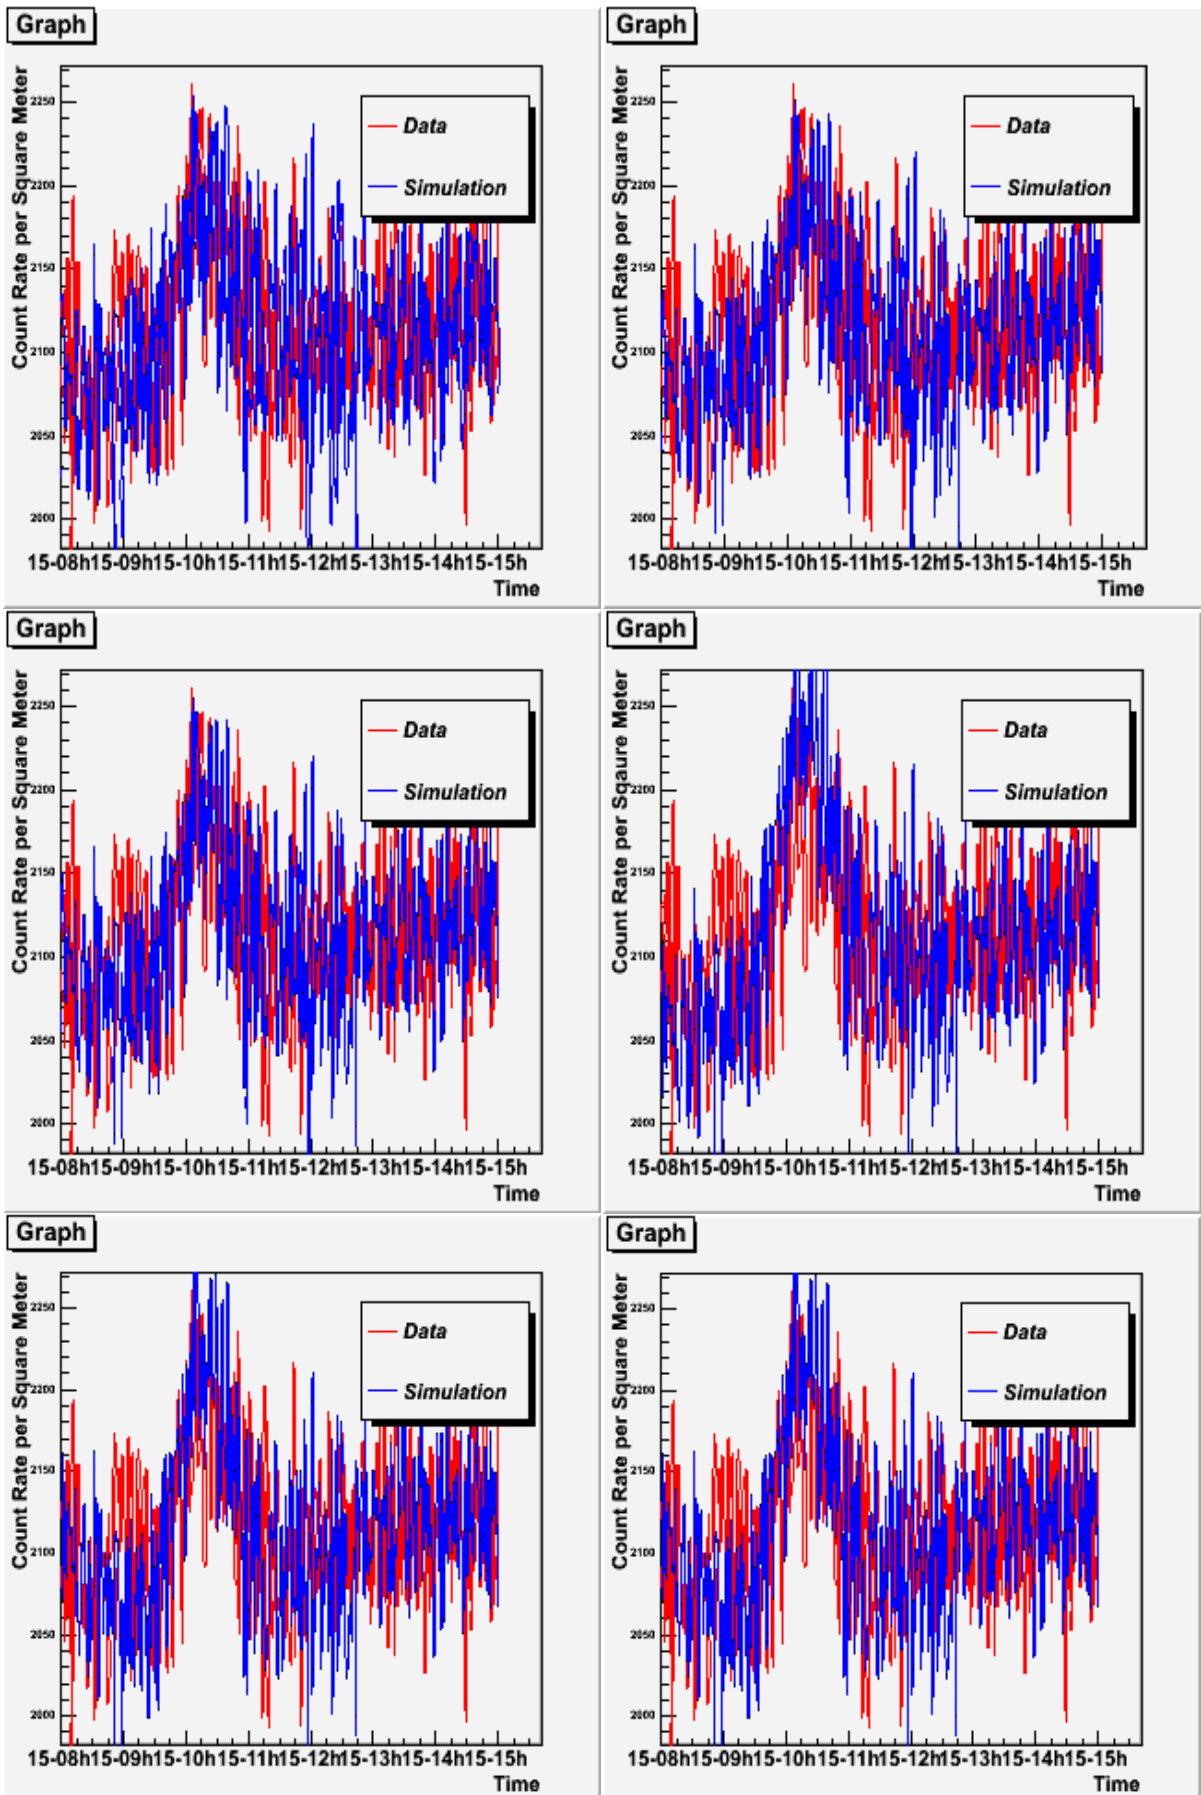 Graph
Count Rate per Square Meter
2250
2200
2150
2100
2050
2000
Data
Simulation
15-08h15-09h15-10h15-11h15-12h15-13h15-14h15-15h
Time
Graph
Count Rate per Square Meter
2250
2200
2150
2100
2050
2000
Data
Simulation
15-08h15-09h15-10h15-11h15-12h15-13h15-14h15-15h
Time
Graph
Count Rate per Square Meter
2250
2200
2150
2100
2050
2000
Data
Simulation
15-08h15-09h15-10h15-11h15-12h15-13h15-14h15-15h
Time
Graph
Count Rate per Sqaure Meter
2250
2200
2150
2100
2050
2000
Data
Simulation
15-08h15-09h15-10h15-11h15-12h15-13h15-14h15-15h
Time
Graph
Count Rate per Square Meter
2250
2200
2150
2100
2050
2000
Data
Simulation
15-08h15-09h15-10h15-11h15-12h15-13h15-14h15-15h
Time
Graph
Count Rate per Square Meter
2250
2200
2150
2100
2050
2000
Data
Simulation
15-08h15-09h15-10h15-11h15-12h15-13h15-14h15-15h
Time